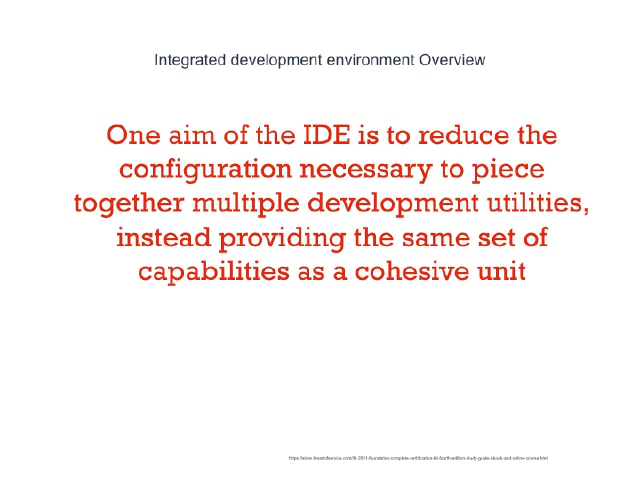 Integrated development environment Overview
One aim of the IDE is to reduce the
configuration necessary to piece
together multiple development utilities,
instead providing the same set of
capabilities as a cohesive unit